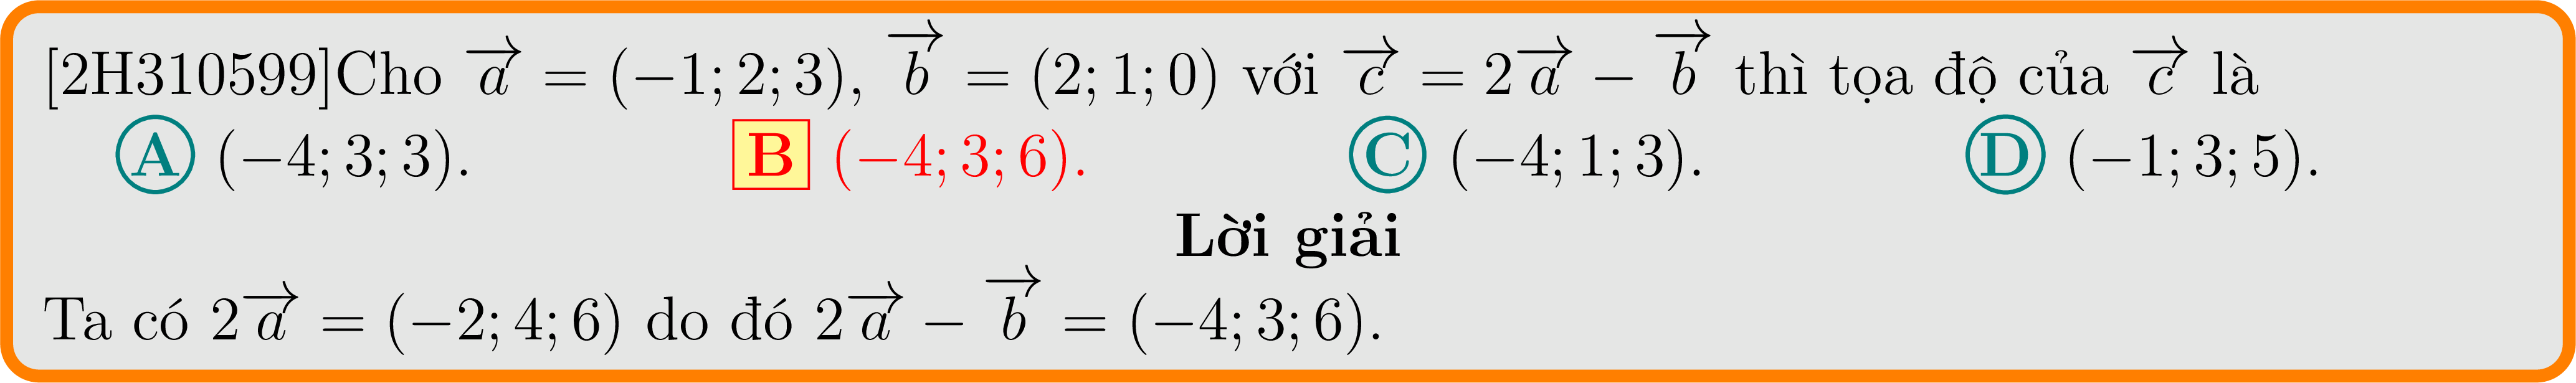 [2H310599]Cho $\overrightarrow{a} = (-1; 2; 3)$, $\overrightarrow{b} = (2; 1; 0)$ với $\overrightarrow{c} = 2\overrightarrow{a} - \overrightarrow{b}$ thì tọa độ của $\overrightarrow{c}$ là
A $(-4; 3; 3)$. B $(-4; 3; 6)$. C $(-4; 1; 3)$. D $(-1; 3; 5)$.
Lời giải
Ta có $2\overrightarrow{a} = (-2; 4; 6)$ do đó $2\overrightarrow{a} - \overrightarrow{b} = (-4; 3; 6)$.